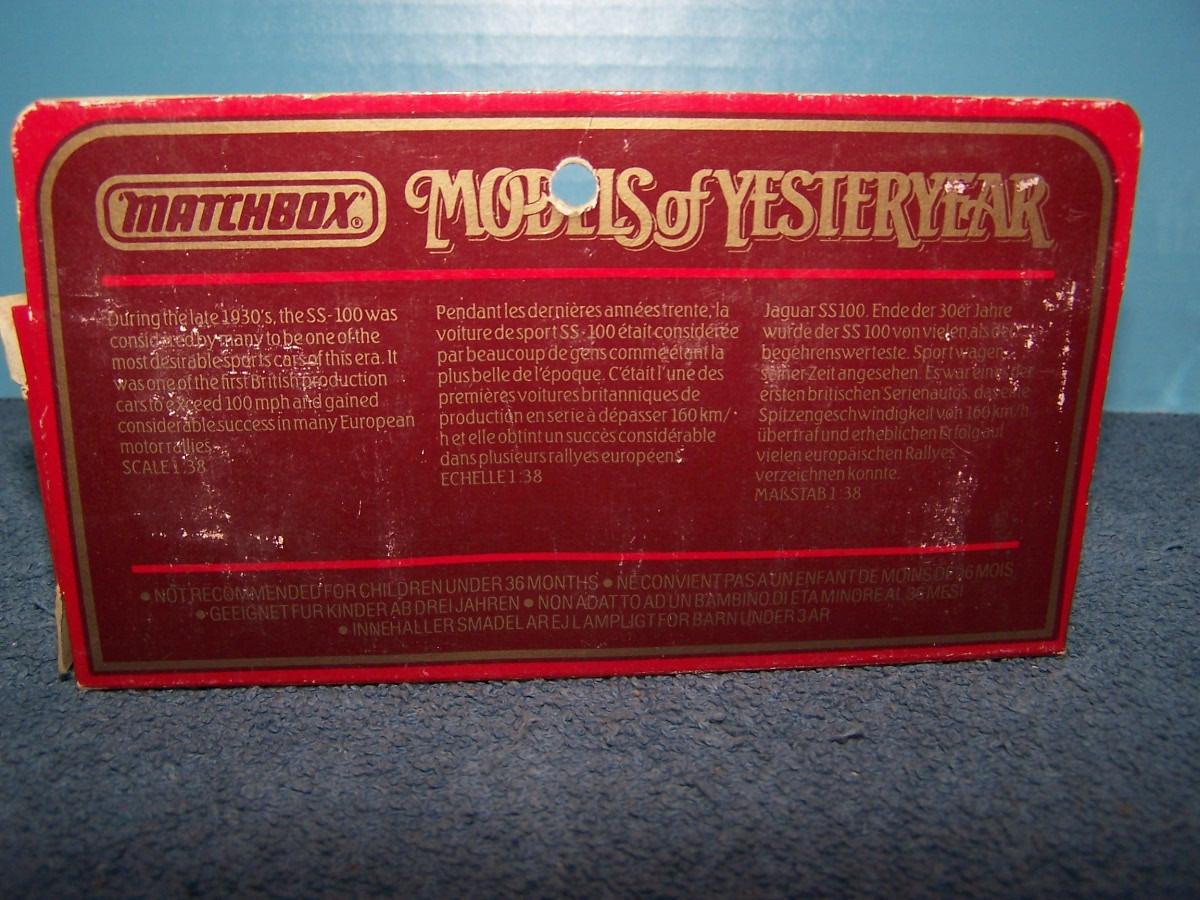 MATCHBOX®
MODELS of YESTERYEAR
During the late 1930's, the SS-100 was
considered by many to be one of the
most desirable sports cars of this era. It
was one of the first British production
cars to exceed 100 mph and gained
considerable success in many European
motor rallies.
SCALE 1:38
Pendant les dernières années trente, la
voiture de sport SS-100 était considérée
par beaucoup de gens comme étant la
plus belle de l'époque. C'était l'une des
premières voitures britanniques de
production en série à dépasser 160 km/
h et elle obtint un succès considérable
dans plusieurs rallyes européens.
ECHELLE 1:38
Jaguar SS100. Ende der 30er Jahre
wurde der SS 100 von vielen als der
begehrenswerteste. Sportwagen
seiner Zeit angesehen. Es war einer der
ersten britischen Serienautos, das eine
Spitzengeschwindigkeit von 160 km/h
übertraf und erheblichen Erfolg auf
vielen europäischen Rallyes
verzeichnen konnte.
MAßSTAB 1:38
• NOT RECOMMENDED FOR CHILDREN UNDER 36 MONTHS • NE CONVIENT PAS A UN ENFANT DE MOINS DE 36 MOIS
• GEEIGNET FUR KINDER AB DREI JAHREN • NON ADATTO AD UN BAMBINO DI ETA MINORE AI 36 MESI
• INNEHALLER SMADELAR EJ LAMPLIGT FOR BARN UNDER 3 AR